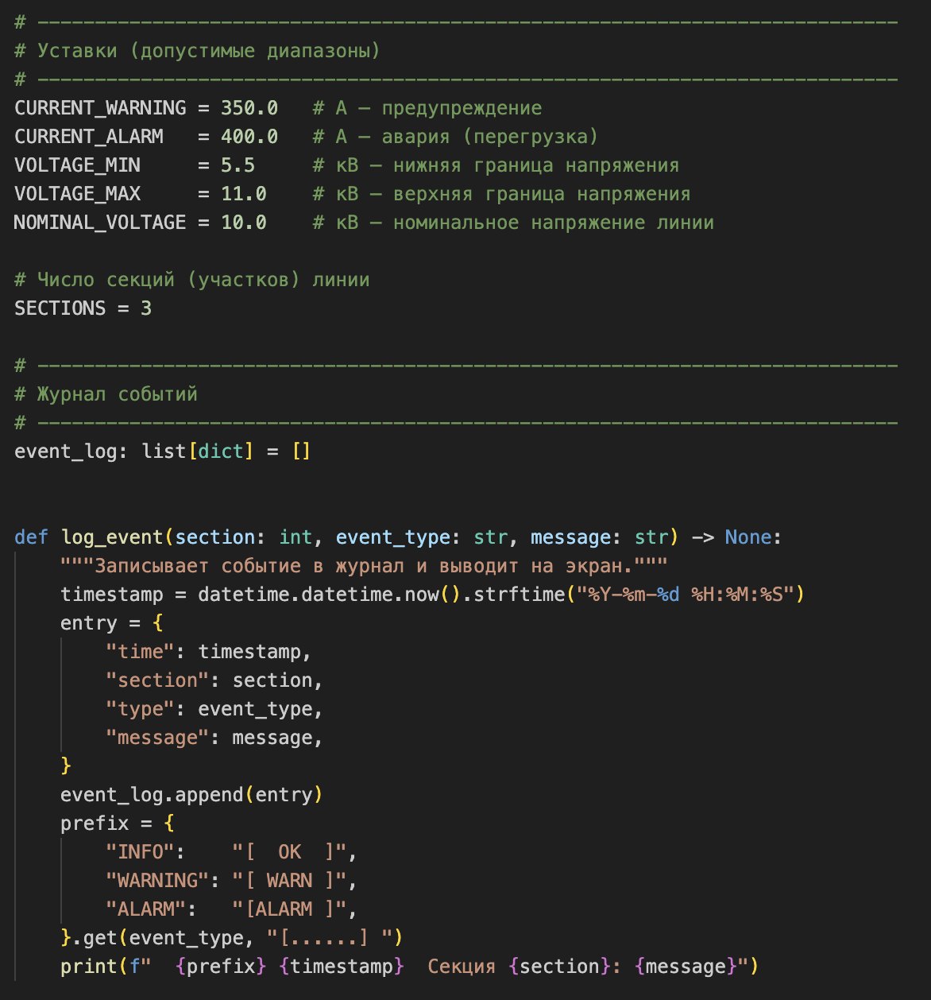 # ---------------------------------------------------------------------------
# Уставки (допустимые диапазоны)
# ---------------------------------------------------------------------------
CURRENT_WARNING = 350.0   # А – предупреждение
CURRENT_ALARM   = 400.0   # А – авария (перегрузка)
VOLTAGE_MIN     = 5.5     # кВ – нижняя граница напряжения
VOLTAGE_MAX     = 11.0    # кВ – верхняя граница напряжения
NOMINAL_VOLTAGE = 10.0    # кВ – номинальное напряжение линии

# Число секций (участков) линии
SECTIONS = 3

# ---------------------------------------------------------------------------
# Журнал событий
# ---------------------------------------------------------------------------
event_log: list[dict] = []


def log_event(section: int, event_type: str, message: str) -> None:
    """Записывает событие в журнал и выводит на экран."""
    timestamp = datetime.datetime.now().strftime("%Y-%m-%d %H:%M:%S")
    entry = {
        "time": timestamp,
        "section": section,
        "type": event_type,
        "message": message,
    }
    event_log.append(entry)
    prefix = {
        "INFO":    "[  OK  ]",
        "WARNING": "[ WARN ]",
        "ALARM":   "[ALARM ]",
    }.get(event_type, "[......] ")
    print(f"  {prefix} {timestamp}  Секция {section}: {message}")